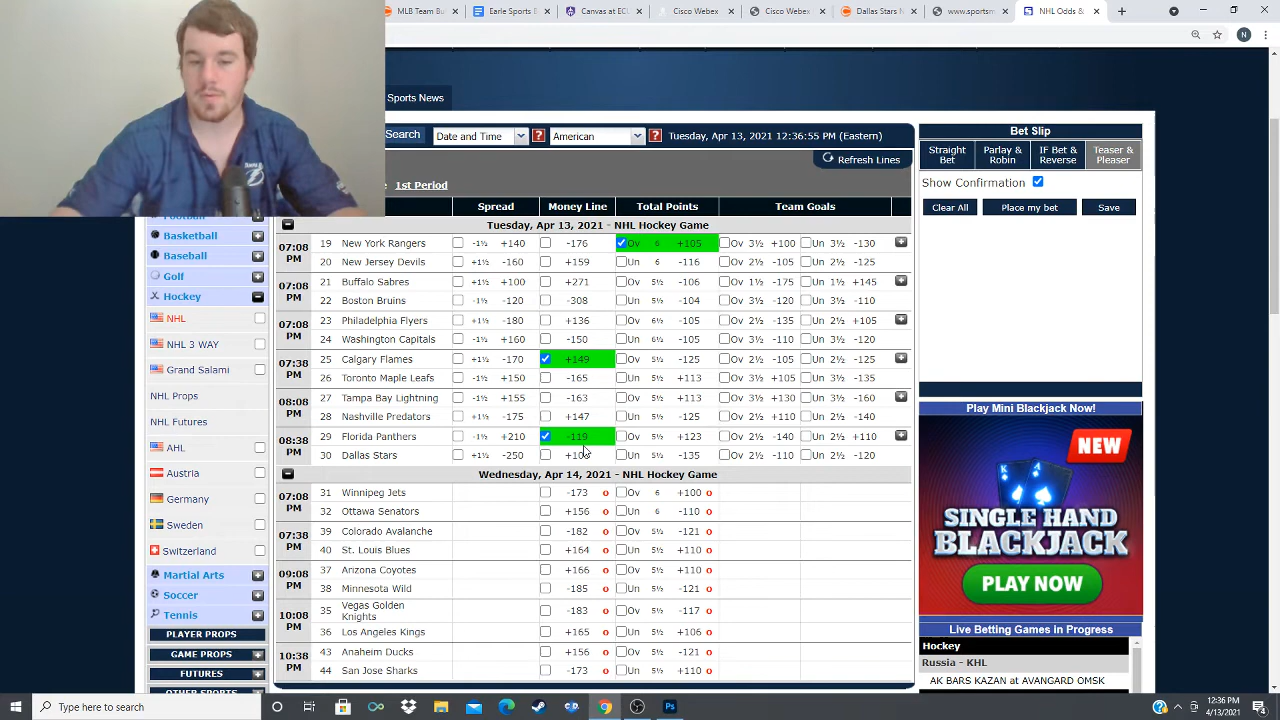 MLB Team Bu
Earle Sports B
Canvas at ECU
Cisco Webex
Cisco Webex
Dallas Stars N
www.sportsm
NHL Odds &
N
Sports News
Search
Date and Time
?
American
?
Tuesday, Apr 13, 2021 12:36:55 PM (Eastern)
Refresh Lines
1st Period
Spread
Money Line
Total Points
Team Goals
Tuesday, Apr 13, 2021 - NHL Hockey Game
07:08 PM
19 New York Rangers -1½ +140 -176 Ov 6 +105 Ov 3½ +100 Un 3½ -130
20 New Jersey Devils +1½ -160 +159 Un 6 -116 Ov 2½ -105 Un 2½ -125
07:08 PM
21 Buffalo Sabres +1½ +100 +271 Ov 5½ -106 Ov 1½ -175 Un 1½ +145
22 Boston Bruins -1½ -120 -308 Un 5½ -104 Ov 3½ -120 Un 3½ -110
07:08 PM
23 Philadelphia Flyers +1½ -180 +136 Ov 6½ -105 Ov 2½ -135 Un 2½ +105
24 Washington Capitals -1½ +140 -150 Un 6½ -105 Ov 3½ -110 Un 3½ -120
07:38 PM
25 Calgary Flames +1½ -170 +149 Ov 5½ -125 Ov 2½ -105 Un 2½ -125
26 Toronto Maple Leafs -1½ +150 -165 Un 5½ +113 Ov 3½ +105 Un 3½ -135
08:08 PM
27 Tampa Bay Lightning -1½ +155 -163 Ov 5½ +113 Ov 3½ +130 Un 3½ -160
28 Nashville Predators +1½ -175 +147 Un 5½ -125 Ov 2½ +110 Un 2½ -140
08:38 PM
29 Florida Panthers -1½ +210 -119 Ov 5½ +123 Ov 2½ -140 Un 2½ +110
30 Dallas Stars +1½ -250 Un 5½ -135 Ov 2½ -110 Un 2½ -120
Wednesday, Apr 14, 2021 - NHL Hockey Game
07:08 PM
31 Winnipeg Jets -173 o Ov 6 +100 o
32 Ottawa Senators +156 o Un 6 -110 o
07:38 PM
39 Colorado Avalanche -182 o Ov 5½ -121 o
40 St. Louis Blues +164 o Un 5½ +110 o
09:08 PM
37 Arizona Coyotes +166 o Ov 5½ +110 o
38 Minnesota Wild -185 o Un 5½ -121 o
10:08 PM
35 Vegas Golden Knights -183 o Ov 5½ -117 o
36 Los Angeles Kings +165 o Un 5½ +106 o
10:38 PM
43 Anaheim Ducks +156 o Ov 5½ -121 o
44 San Jose Sharks -173 o Un 5½ +110 o
Basketball
Baseball
Golf
Hockey
NHL
NHL 3 WAY
Grand Salami
NHL Props
NHL Futures
AHL
Austria
Germany
Sweden
Switzerland
Martial Arts
Soccer
Tennis
PLAYER PROPS
GAME PROPS
FUTURES
Bet Slip
Straight Bet
Parlay & Robin
IF Bet & Reverse
Teaser & Pleaser
Show Confirmation
Clear All
Place my bet
Save
Play Mini Blackjack Now!
NEW
SINGLE HAND
BLACKJACK
PLAY NOW
Live Betting Games in Progress
Hockey
Russia - KHL
AK BARS KAZAN at AVANGARD OMSK
Type here to search
12:36 PM
4/13/2021